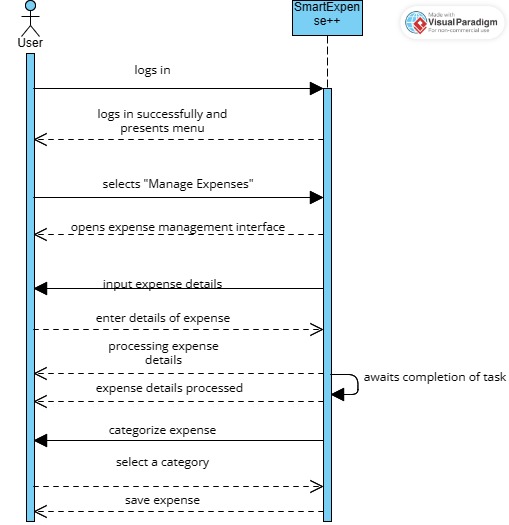 SmartExpen
se++
Made with
Visual Paradigm
For non-commercial use
User
logs in
logs in successfully and
presents menu
selects "Manage Expenses"
opens expense management interface
input expense details
enter details of expense
processing expense
details
awaits completion of task
expense details processed
categorize expense
select a category
save expense